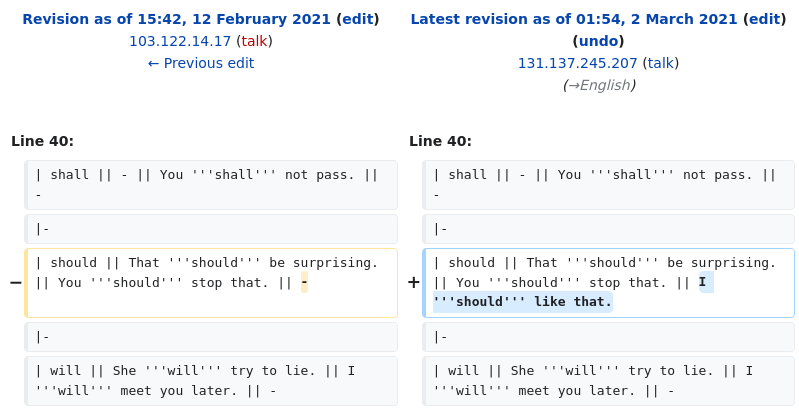 Revision as of 15:42, 12 February 2021 (edit)
103.122.14.17 (talk)
← Previous edit
Latest revision as of 01:54, 2 March 2021 (edit)
(undo)
131.137.245.207 (talk)
(→English)
Line 40:
| shall || - || You '''shall''' not pass. ||
-
|-
− | should || That '''should''' be surprising.
|| You '''should''' stop that. || -
|-
| will || She '''will''' try to lie. || I
'''will''' meet you later. || -
Line 40:
| shall || - || You '''shall''' not pass. ||
-
|-
+ | should || That '''should''' be surprising.
|| You '''should''' stop that. || I
'''should''' like that.
|-
| will || She '''will''' try to lie. || I
'''will''' meet you later. || -